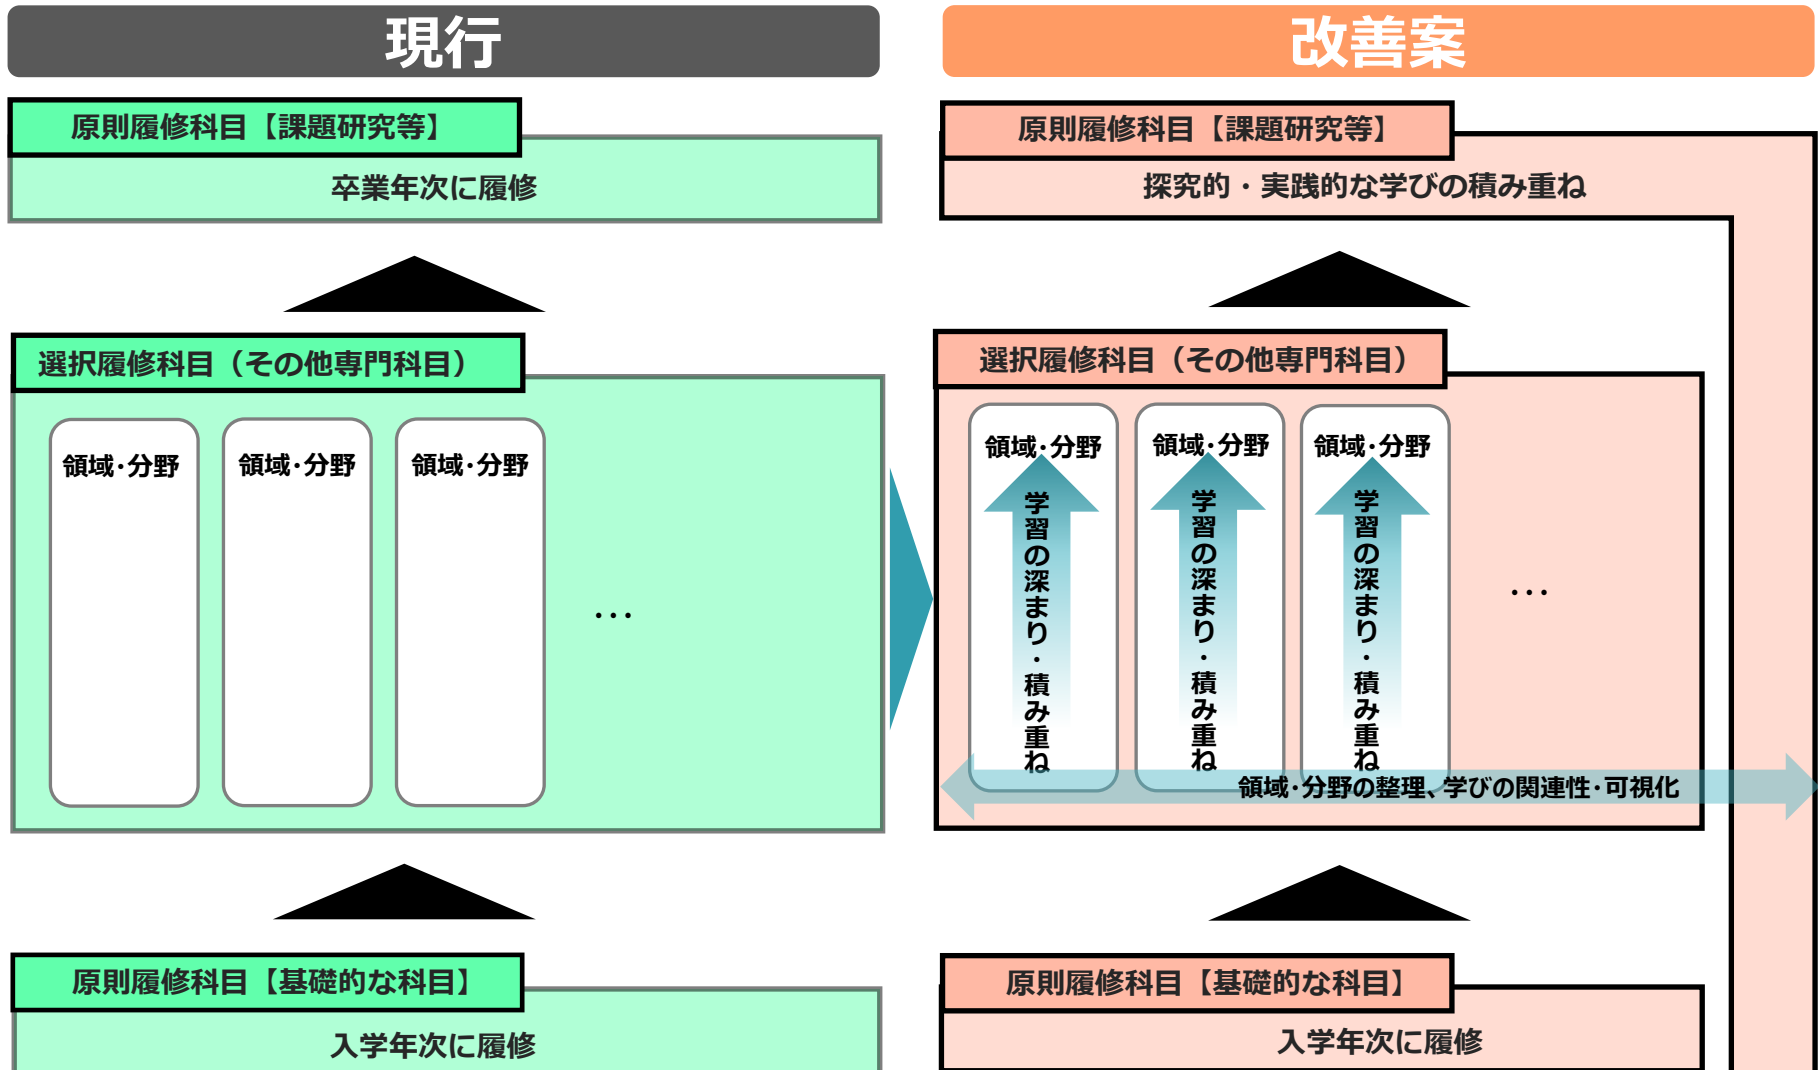 現行
原則履修科目【課題研究等】
卒業年次に履修
選択履修科目（その他専門科目）
領域･分野
領域･分野
領域･分野
…
原則履修科目【基礎的な科目】
入学年次に履修
改善案
原則履修科目【課題研究等】
探究的・実践的な学びの積み重ね
選択履修科目（その他専門科目）
領域･分野
領域･分野
領域･分野
学習の深まり・積み重ね
学習の深まり・積み重ね
学習の深まり・積み重ね
…
領域･分野の整理、学びの関連性･可視化
原則履修科目【基礎的な科目】
入学年次に履修